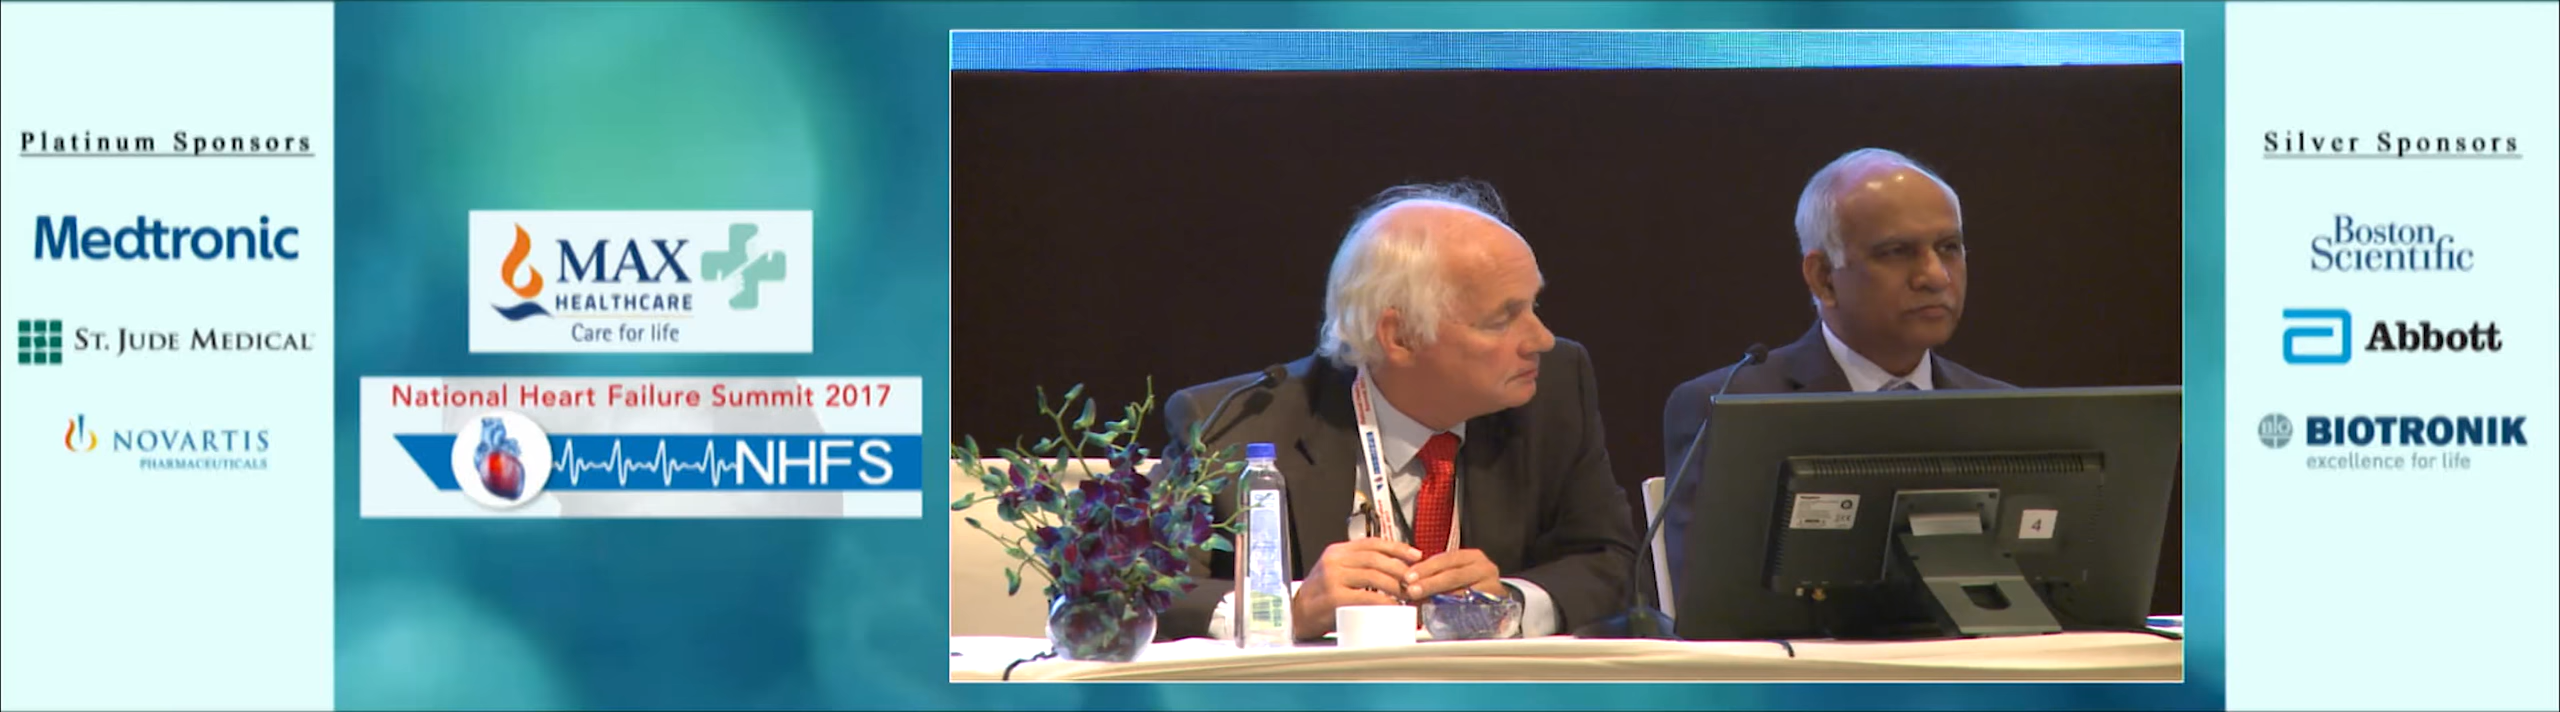 Platinum Sponsors
Medtronic
ST. JUDE MEDICAL
NOVARTIS
PHARMACEUTICALS
MAX
HEALTHCARE
Care for life
National Heart Failure Summit 2017
NHFS
4
Silver Sponsors
Boston
Scientific
Abbott
BIO
BIOTRONIK
excellence for life